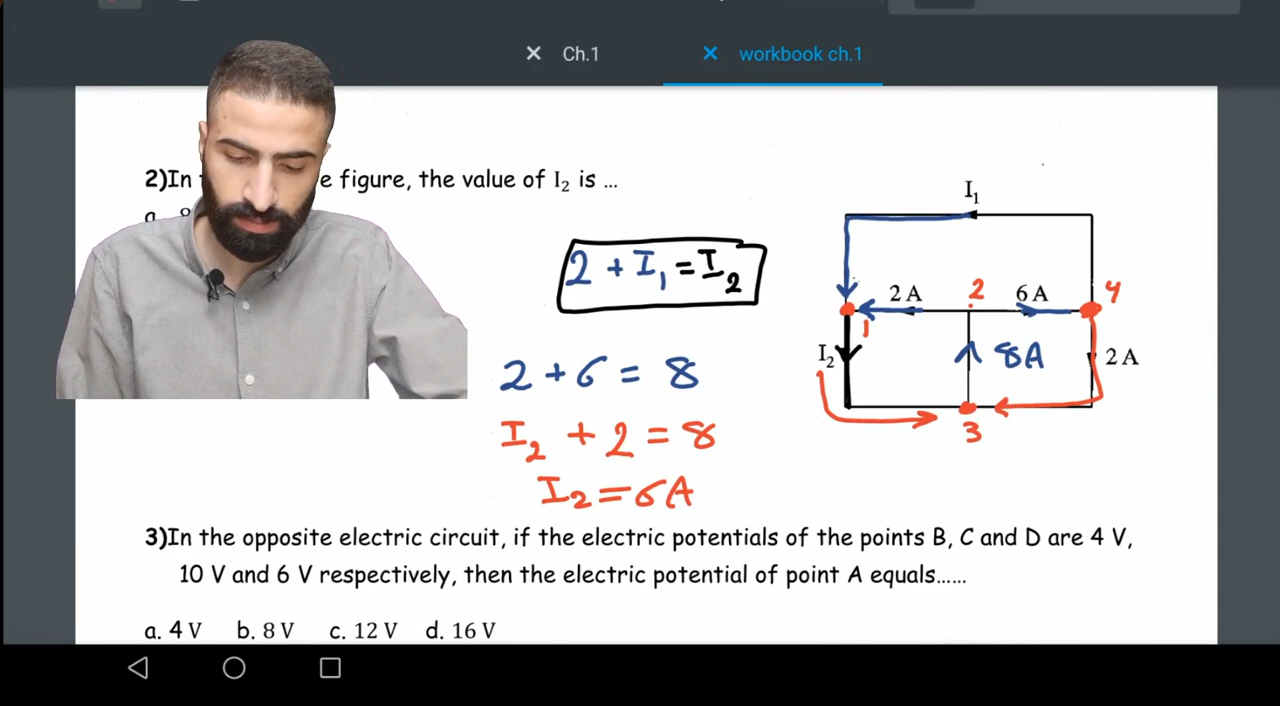 Ch.1
workbook ch.1
2)In e figure, the value of I₂ is ...
a.
2 + I₁ = I₂
2 + 6 = 8
I₂ + 2 = 8
I₂ = 6A
I₁
2 A
2
6 A
4
1
I₂
8A
2 A
3
3)In the opposite electric circuit, if the electric potentials of the points B, C and D are 4 V,
10 V and 6 V respectively, then the electric potential of point A equals......
a. 4 V b. 8 V c. 12 V d. 16 V